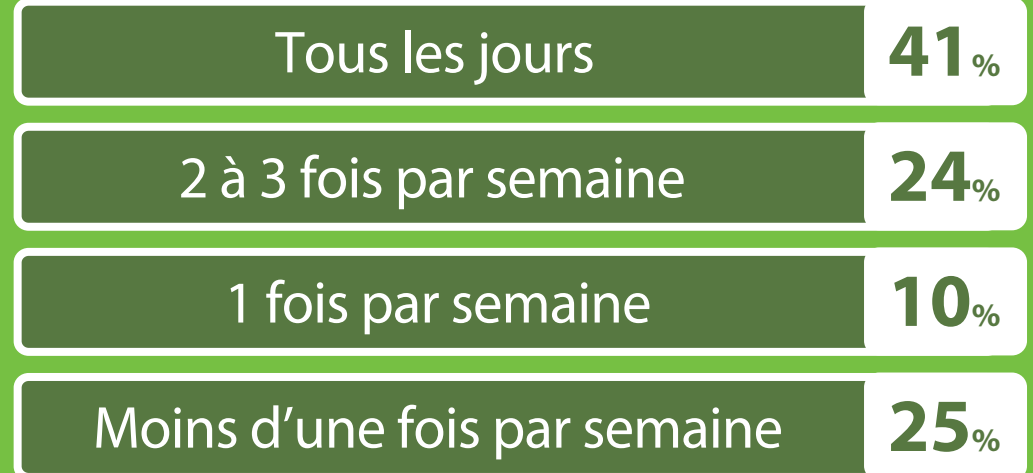 Tous les jours 41%
2 à 3 fois par semaine 24%
1 fois par semaine 10%
Moins d’une fois par semaine 25%